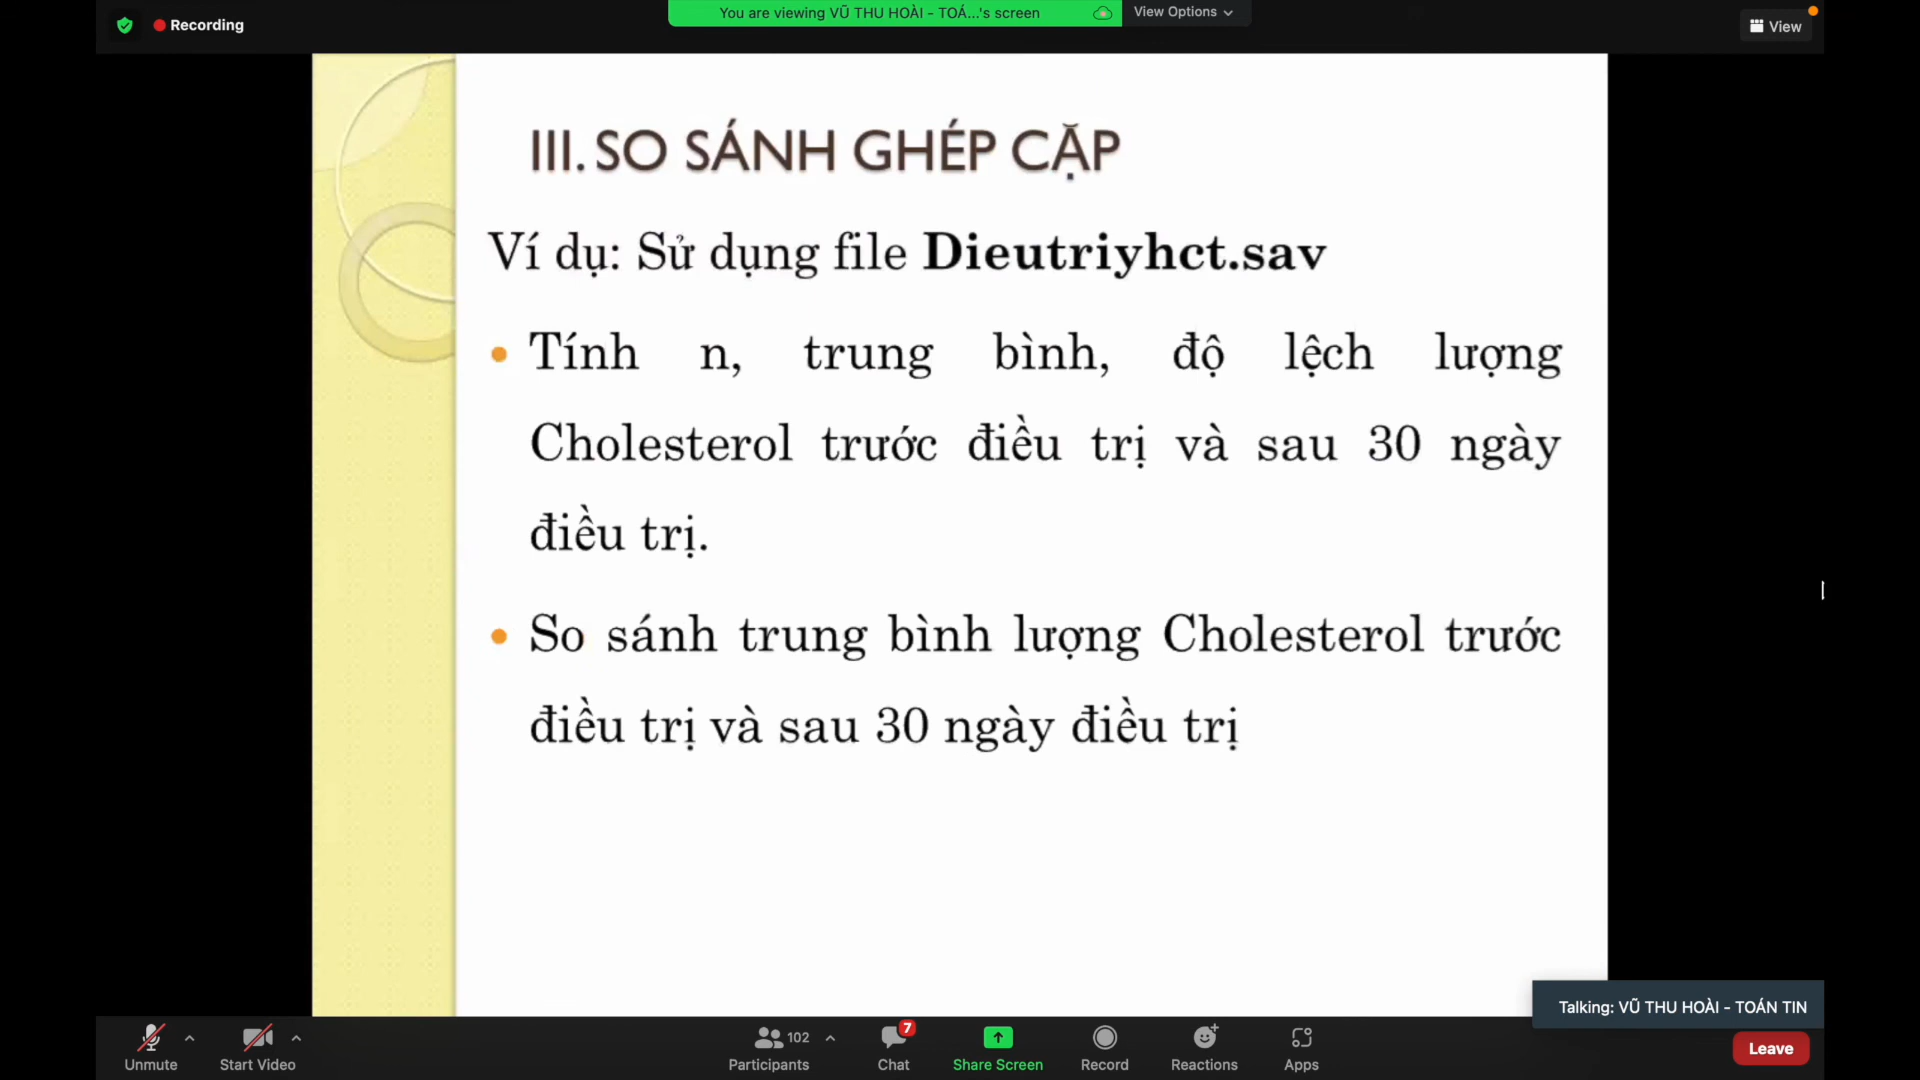 Recording
You are viewing VŨ THU HOÀI - TOÁ...'s screen
View Options
View
III. SO SÁNH GHÉP CẶP
Ví dụ: Sử dụng file Dieutriyhct.sav
• Tính n, trung bình, độ lệch lượng
Cholesterol trước điều trị và sau 30 ngày
điều trị.
• So sánh trung bình lượng Cholesterol trước
điều trị và sau 30 ngày điều trị
Talking: VŨ THU HOÀI - TOÁN TIN
Unmute
Start Video
102
Participants
7
Chat
Share Screen
Record
Reactions
Apps
Leave